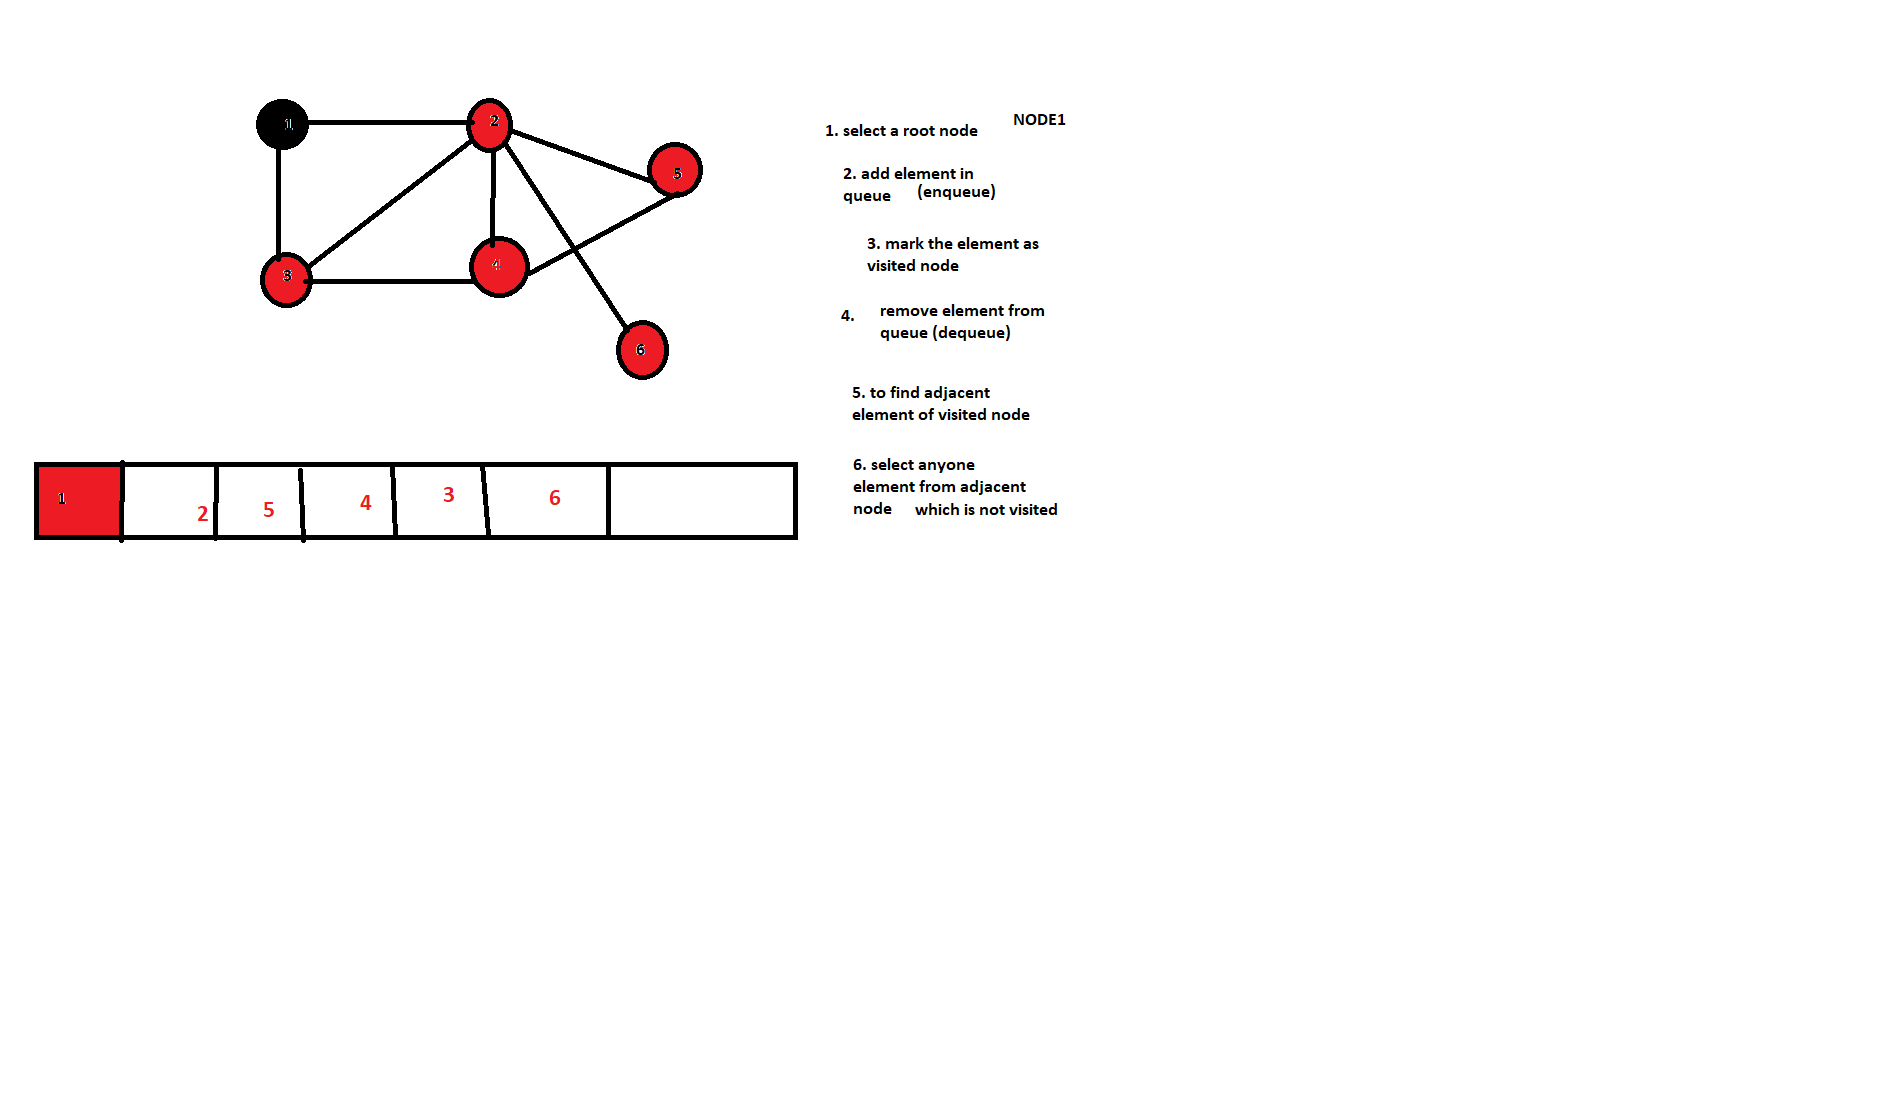 1
2
5
3
4
6
NODE1
1. select a root node
2. add element in
queue (enqueue)
3. mark the element as
visited node
4. remove element from
queue (dequeue)
5. to find adjacent
element of visited node
6. select anyone
element from adjacent
node which is not visited
1 2 5 4 3 6